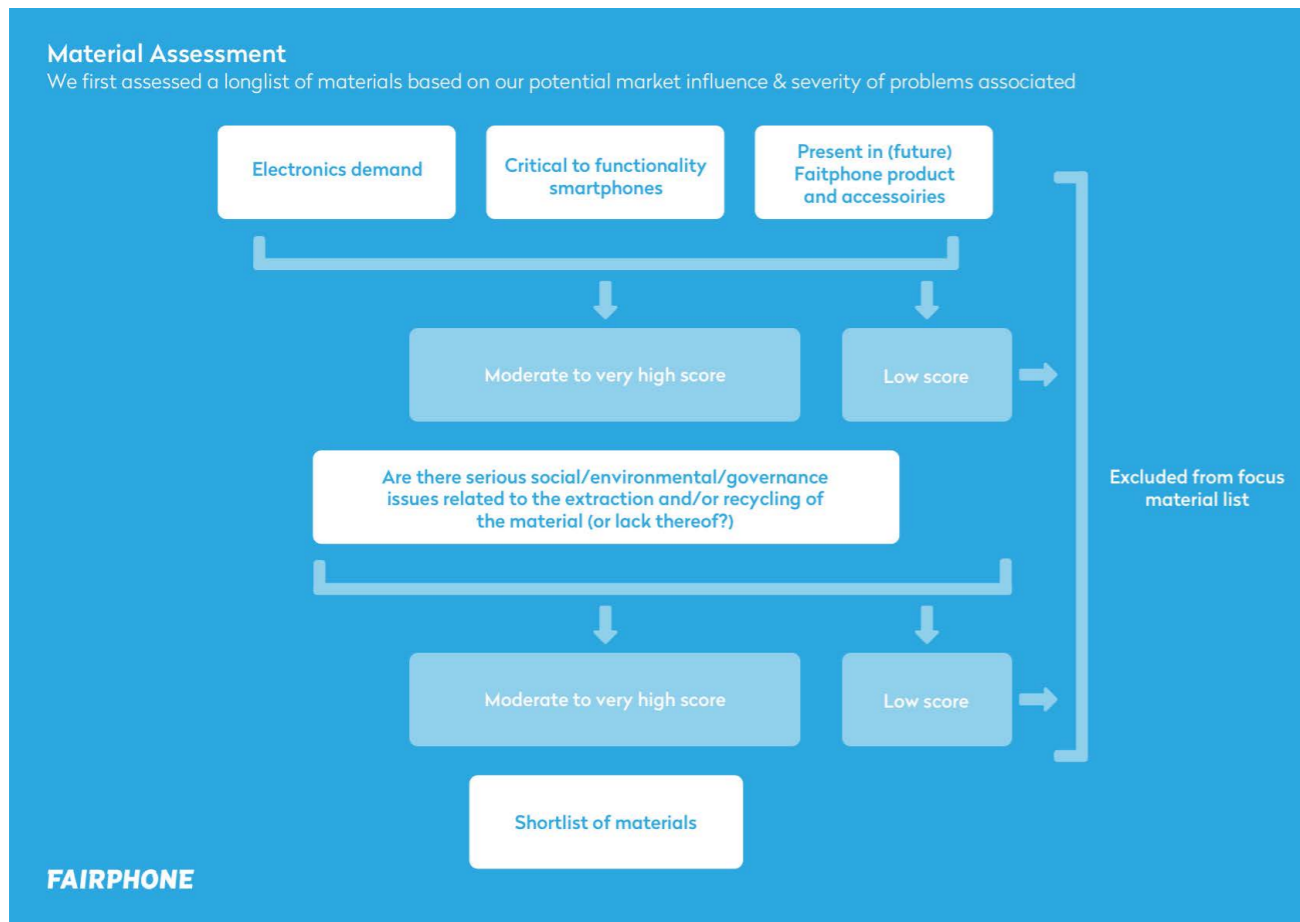 Material Assessment
We first assessed a longlist of materials based on our potential market influence & severity of problems associated
Electronics demand
Critical to functionality
smartphones
Present in (future)
Faitphone product
and accessoiries
Moderate to very high score
Low score
Are there serious social/environmental/governance
issues related to the extraction and/or recycling of
the material (or lack thereof?)
Excluded from focus
material list
Moderate to very high score
Low score
Shortlist of materials
FAIRPHONE